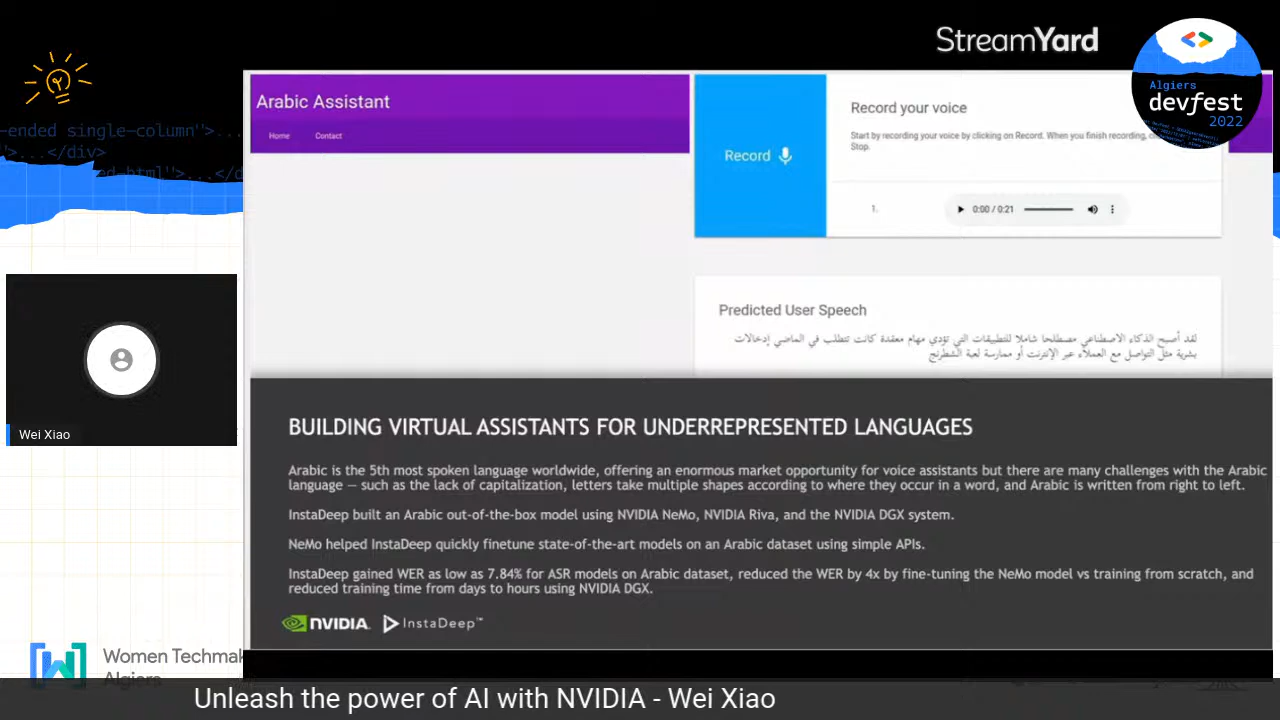 StreamYard
Algiers
devfest
2022
-ended single-column">...
">...</div>
Arabic Assistant
Home
Contact
Record
Record your voice
Start by recording your voice by clicking on Record. When you finish recording,
Stop.
1.
0:00 / 0:21
Predicted User Speech
لقد أصبح الذكاء الاصطناعي مصطلحا شاملا للتطبيقات التي تؤدي مهام معقدة كانت تتطلب في الماضي إدخالات
بشرية مثل التواصل مع العملاء عبر الإنترنت أو ممارسة لعبة الشطرنج
Wei Xiao
BUILDING VIRTUAL ASSISTANTS FOR UNDERREPRESENTED LANGUAGES
Arabic is the 5th most spoken language worldwide, offering an enormous market opportunity for voice assistants but there are many challenges with the Arabic
language — such as the lack of capitalization, letters take multiple shapes according to where they occur in a word, and Arabic is written from right to left.
InstaDeep built an Arabic out-of-the-box model using NVIDIA NeMo, NVIDIA Riva, and the NVIDIA DGX system.
NeMo helped InstaDeep quickly finetune state-of-the-art models on an Arabic dataset using simple APIs.
InstaDeep gained WER as low as 7.84% for ASR models on Arabic dataset, reduced the WER by 4x by fine-tuning the NeMo model vs training from scratch, and
reduced training time from days to hours using NVIDIA DGX.
NVIDIA. InstaDeep™
Women Techmak
Algiers
Unleash the power of AI with NVIDIA - Wei Xiao